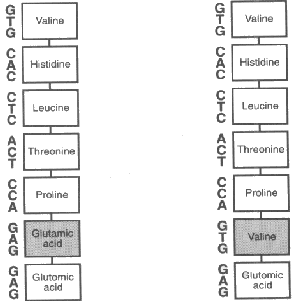 GTG Valine
CAC Histidine
CTC Leucine
ACT Threonine
CCA Proline
GAG Glutamic acid
GAG Glutomic acid
GTG Valine
CAC Histidine
CTC Leucine
ACT Threonine
CCA Proline
GTG Valine
GAG Glutomic acid